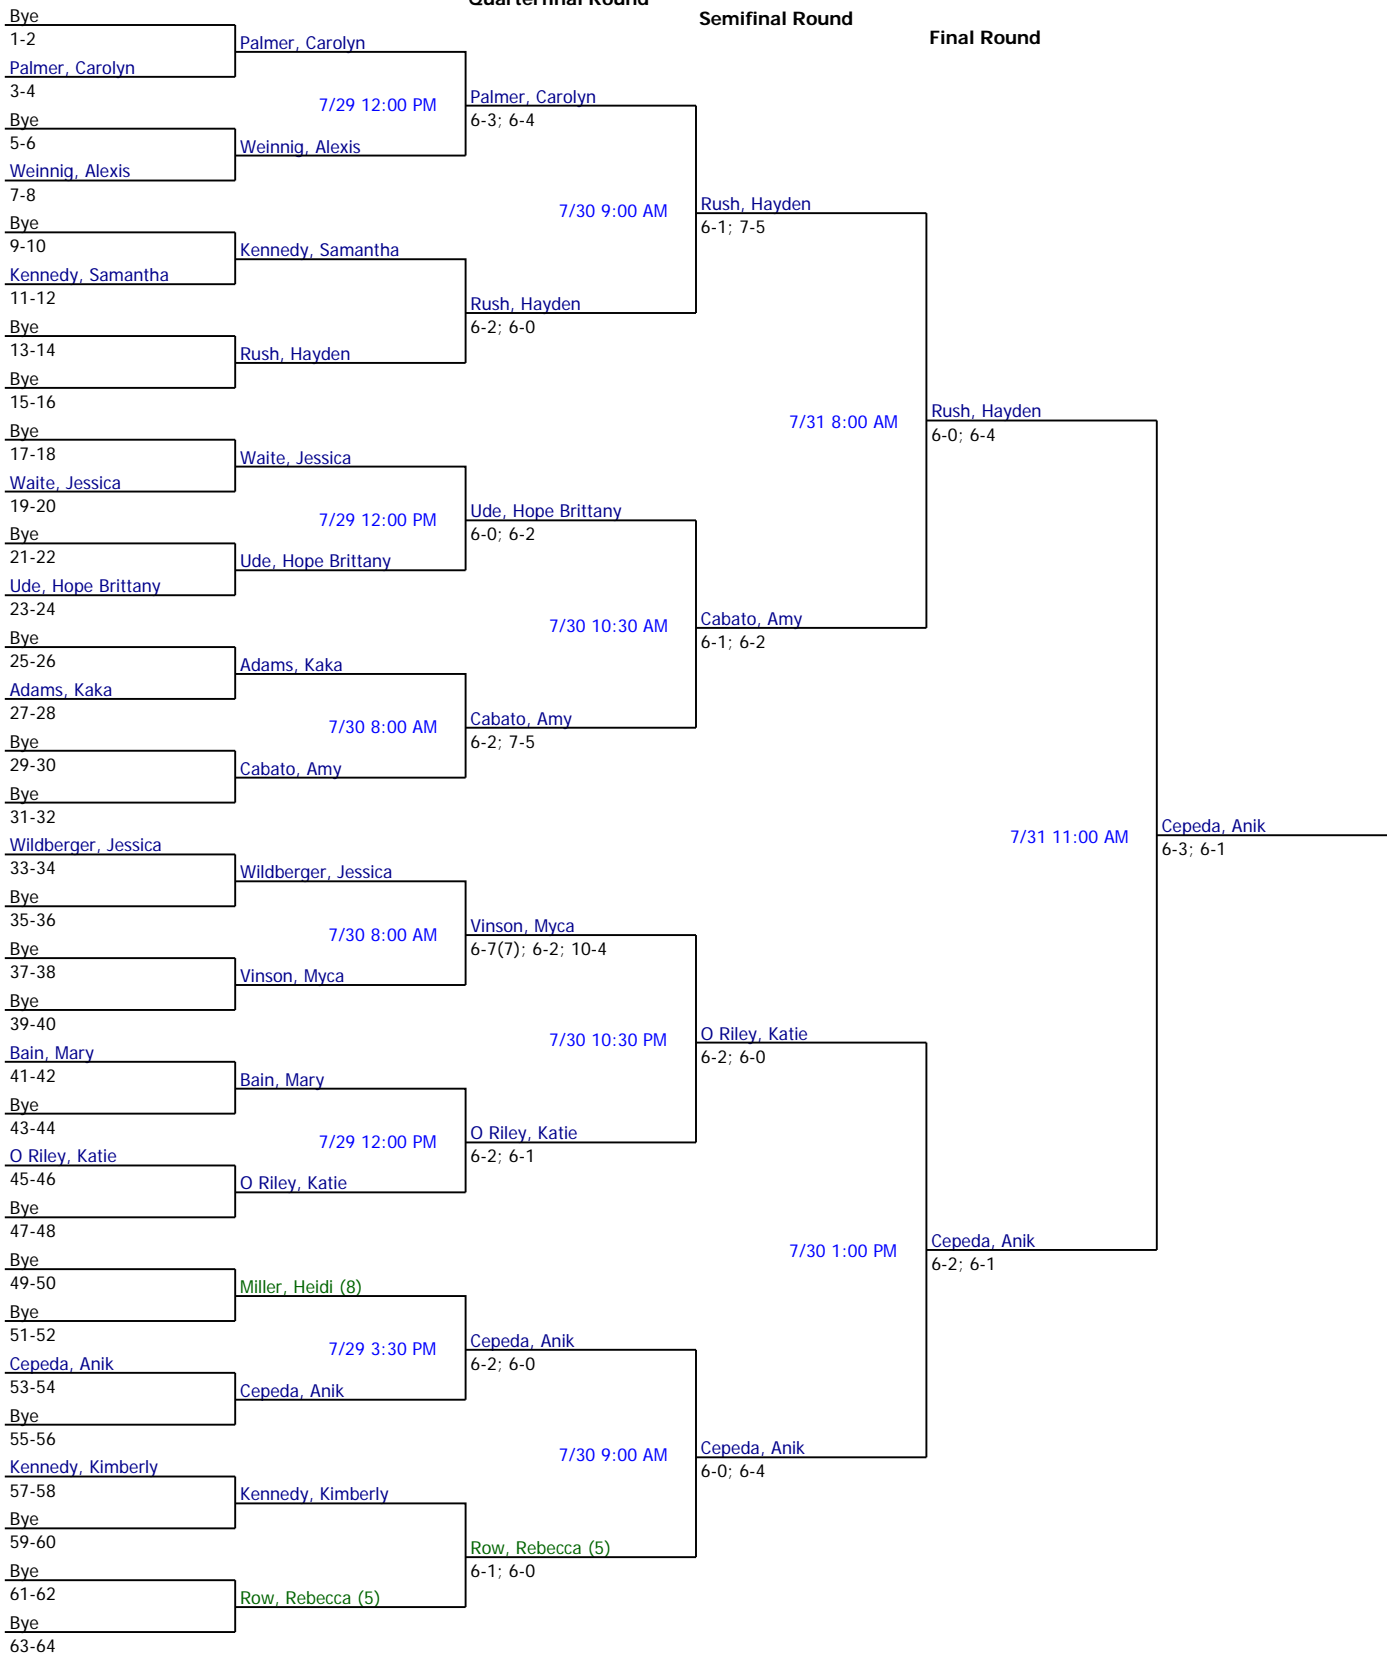 Quarterfinal Round
Semifinal Round
Final Round
Bye
1-2
Palmer, Carolyn
3-4
Bye
5-6
Weinnig, Alexis
7-8
Bye
9-10
Kennedy, Samantha
11-12
Bye
13-14
Bye
15-16
Bye
17-18
Waite, Jessica
19-20
Bye
21-22
Ude, Hope Brittany
23-24
Bye
25-26
Adams, Kaka
27-28
Bye
29-30
Bye
31-32
Wildberger, Jessica
33-34
Bye
35-36
Bye
37-38
Bye
39-40
Bain, Mary
41-42
Bye
43-44
O Riley, Katie
45-46
Bye
47-48
Bye
49-50
Bye
51-52
Cepeda, Anik
53-54
Bye
55-56
Kennedy, Kimberly
57-58
Bye
59-60
Bye
61-62
Bye
63-64
Palmer, Carolyn
7/29 12:00 PM
Weinnig, Alexis
Kennedy, Samantha
Rush, Hayden
Waite, Jessica
7/29 12:00 PM
Ude, Hope Brittany
Adams, Kaka
7/30 8:00 AM
Cabato, Amy
Wildberger, Jessica
7/30 8:00 AM
Vinson, Myca
Bain, Mary
7/29 12:00 PM
O Riley, Katie
Miller, Heidi (8)
7/29 3:30 PM
Cepeda, Anik
Kennedy, Kimberly
Row, Rebecca (5)
Palmer, Carolyn
6-3; 6-4
7/30 9:00 AM
Rush, Hayden
6-2; 6-0
Ude, Hope Brittany
6-0; 6-2
7/30 10:30 AM
Cabato, Amy
6-2; 7-5
Vinson, Myca
6-7(7); 6-2; 10-4
7/30 10:30 PM
O Riley, Katie
6-2; 6-1
Cepeda, Anik
6-2; 6-0
7/30 9:00 AM
Row, Rebecca (5)
6-1; 6-0
Rush, Hayden
6-1; 7-5
7/31 8:00 AM
Cabato, Amy
6-1; 6-2
O Riley, Katie
6-2; 6-0
7/30 1:00 PM
Cepeda, Anik
6-0; 6-4
Rush, Hayden
6-0; 6-4
7/31 11:00 AM
Cepeda, Anik
6-2; 6-1
Cepeda, Anik
6-3; 6-1